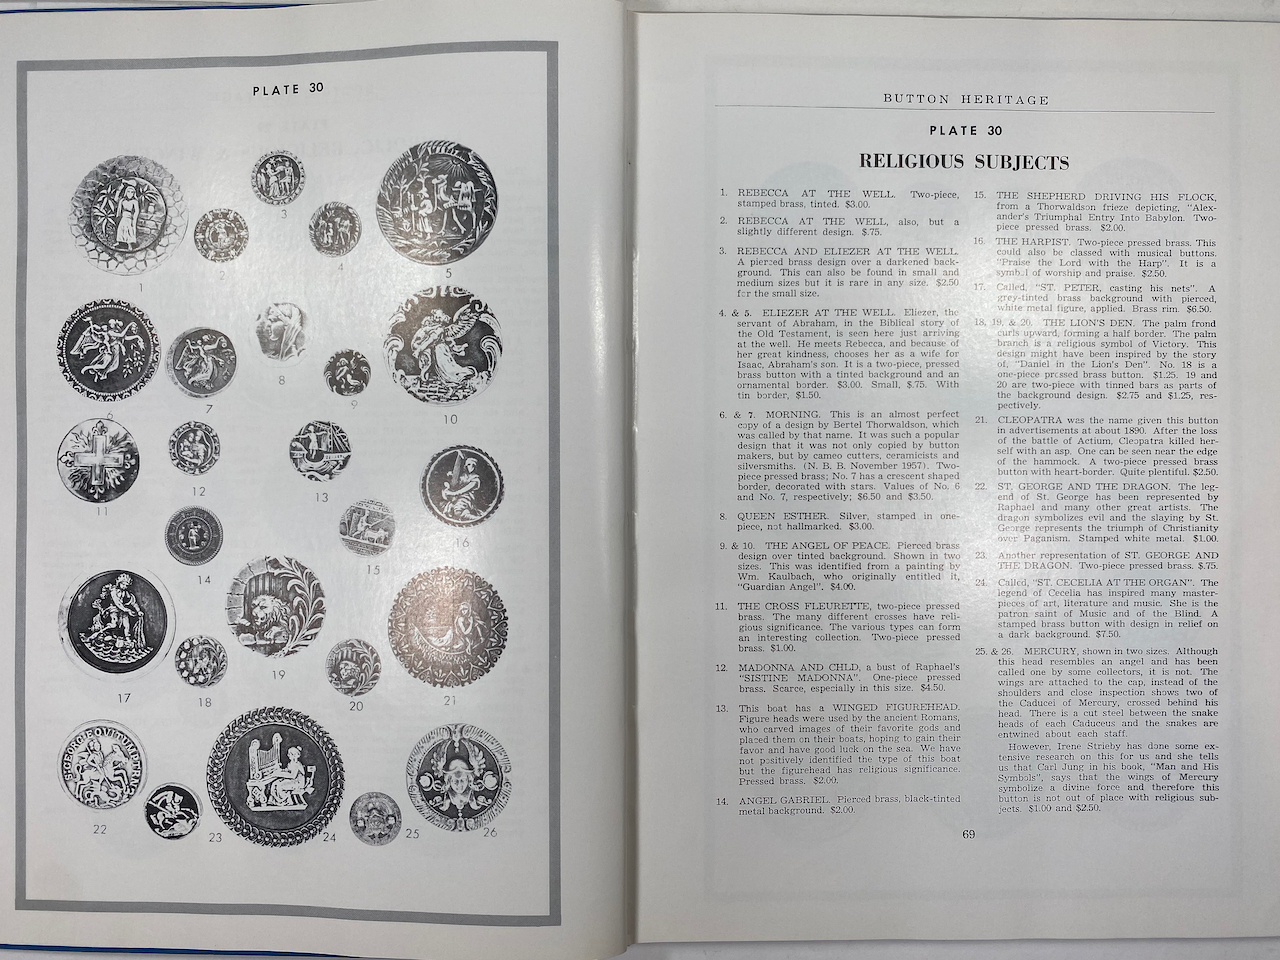 PLATE 30
1
2
3
4
5
6
7
8
9
10
11
12
13
14
15
16
17
18
19
20
21
22
23
24
25
26
BUTTON HERITAGE
PLATE 30
RELIGIOUS SUBJECTS
1. REBECCA AT THE WELL. Two-piece,
stamped brass, tinted. $3.00.
2. REBECCA AT THE WELL, also, but a
slightly different design. $.75.
3. REBECCA AND ELIEZER AT THE WELL.
A pierced brass design over a darkened back-
ground. This can also be found in small and
medium sizes but it is rare in any size. $2.50
for the small size.
4. & 5. ELIEZER AT THE WELL. Eliezer, the
servant of Abraham, in the Biblical story of
the Old Testament, is seen here just arriving
at the well. He meets Rebecca, and because of
her great kindness, chooses her as a wife for
Isaac, Abraham's son. It is a two-piece, pressed
brass button with a tinted background and an
ornamental border. $3.00. Small, $.75. With
tin border, $1.50.
6. & 7. MORNING. This is an almost perfect
copy of a design by Bertel Thorwaldson, which
was called by that name. It was such a popular
design that it was not only copied by button
makers, but by cameo cutters, ceramicists and
silversmiths. (N. B. B. November 1957). Two-
piece pressed brass; No. 7 has a crescent shaped
border, decorated with stars. Values of No. 6
and No. 7, respectively; $6.50 and $3.50.
8. QUEEN ESTHER. Silver, stamped in one-
piece, not hallmarked. $3.00.
9. & 10. THE ANGEL OF PEACE. Pierced brass
design over tinted background. Shown in two
sizes. This was identified from a painting by
Wm. Kaulbach, who originally entitled it,
"Guardian Angel". $4.00.
11. THE CROSS FLEURETTE, two-piece pressed
brass. The many different crosses have reli-
gious significance. The various types can form
an interesting collection. Two-piece pressed
brass. $1.00.
12. MADONNA AND CHLD, a bust of Raphael's
"SISTINE MADONNA". One-piece pressed
brass. Scarce, especially in this size. $4.50.
13. This boat has a WINGED FIGUREHEAD.
Figure heads were used by the ancient Romans,
who carved images of their favorite gods and
placed them on their boats, hoping to gain their
favor and have good luck on the sea. We have
not positively identified the type of this boat
but the figurehead has religious significance.
Pressed brass. $2.00.
14. ANGEL GABRIEL. Pierced brass, black-tinted
metal background. $2.00.
15. THE SHEPHERD DRIVING HIS FLOCK,
from a Thorwaldson frieze depicting, "Alex-
ander's Triumphal Entry Into Babylon. Two-
piece pressed brass. $2.00.
16. THE HARPIST. Two-piece pressed brass. This
could also be classed with musical buttons.
"Praise the Lord with the Harp". It is a
symbol of worship and praise. $2.50.
17. Called, "ST. PETER, casting his nets". A
grey-tinted brass background with pierced,
white metal figure, applied. Brass rim. $6.50.
18, 19, & 20. THE LION'S DEN. The palm frond
curls upward, forming a half border. The palm
branch is a religious symbol of Victory. This
design might have been inspired by the story
of, "Daniel in the Lion's Den". No. 18 is a
one-piece pressed brass button. $1.25. 19 and
20 are two-piece with tinned bars as parts of
the background design. $2.75 and $1.25, res-
pectively.
21. CLEOPATRA was the name given this button
in advertisements at about 1890. After the loss
of the battle of Actium, Cleopatra killed her-
self with an asp. One can be seen near the edge
of the hammock. A two-piece pressed brass
button with heart-border. Quite plentiful. $2.50.
22. ST. GEORGE AND THE DRAGON. The leg-
end of St. George has been represented by
Raphael and many other great artists. The
dragon symbolizes evil and the slaying by St.
George represents the triumph of Christianity
over Paganism. Stamped white metal. $1.00.
23. Another representation of ST. GEORGE AND
THE DRAGON. Two-piece pressed brass. $.75.
24. Called, "ST. CECELIA AT THE ORGAN". The
legend of Cecelia has inspired many master-
pieces of art, literature and music. She is the
patron saint of Music and of the Blind. A
stamped brass button with design in relief on
a dark background. $7.50.
25. & 26. MERCURY, shown in two sizes. Although
this head resembles an angel and has been
called one by some collectors, it is not. The
wings are attached to the cap, instead of the
shoulders and close inspection shows two of
the Caducei of Mercury, crossed behind his
head. There is a cut steel between the snake
heads of each Caduceus and the snakes are
entwined about each staff.
However, Irene Strieby has done some ex-
tensive research on this for us and she tells
us that Carl Jung in his book, "Man and His
Symbols", says that the wings of Mercury
symbolize a divine force and therefore this
button is not out of place with religious sub-
jects. $1.00 and $2.50.
69